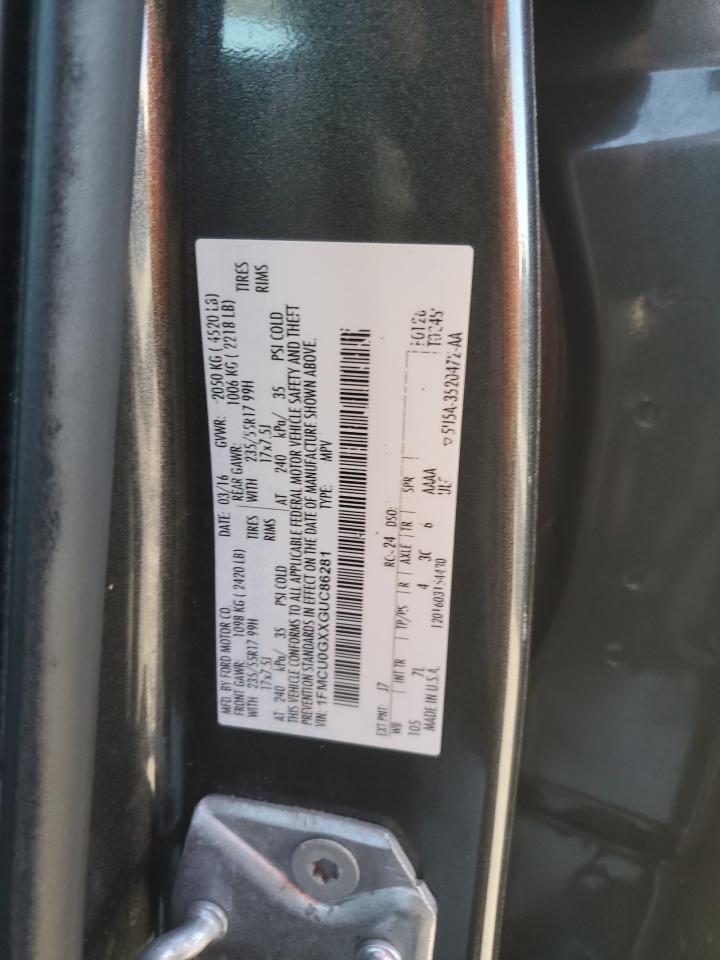 MFD. BY FORD MOTOR CO.
DATE: 03/16 GVWR: 2050 KG ( 4520 LB)
FRONT GAWR: 1098 KG ( 2420 LB) REAR GAWR: 1006 KG ( 2218 LB)
WITH 235/55R17 99H TIRES WITH 235/55R17 99H TIRES
17x7.5J RIMS 17x7.5J RIMS
AT 240 kPa/ 35 PSI COLD AT 240 kPa/ 35 PSI COLD
THIS VEHICLE CONFORMS TO ALL APPLICABLE FEDERAL MOTOR VEHICLE SAFETY AND THEFT
PREVENTION STANDARDS IN EFFECT ON THE DATE OF MANUFACTURE SHOWN ABOVE.
VIN: 1FMCU0GXXGUC86281 TYPE: MPV
EXT PNT: J7 RC: 24 DSO:
WB INT TR TP/PS R AXLE TR SPR
105 7L 4 6 AAAA
MADE IN U.S.A.